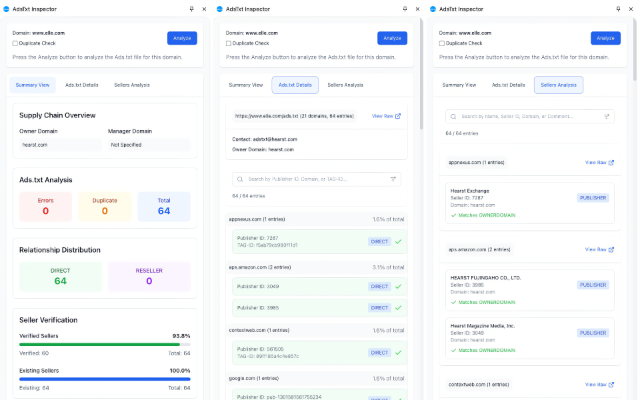 AdsTxt Inspector
Domain: www.elle.com
Duplicate Check
Analyze
Press the Analyze button to analyze the Ads.txt file for this domain.
Summary View
Ads.txt Details
Sellers Analysis
Supply Chain Overview
Owner Domain:
Manager Domain
hearst.com
Not Specified
Ads.txt Analysis
Errors
0
Duplicate
0
Total
64
Relationship Distribution
DIRECT
64
RESELLER
0
Seller Verification
Verified Sellers
93.8%
Verified: 60
Total: 64
Existing Sellers
100.0%
Existing: 64
Total: 64
AdsTxt Inspector
Domain: www.elle.com
Duplicate Check
Analyze
Press the Analyze button to analyze the Ads.txt file for this domain.
Summary View
Ads.txt Details
Sellers Analysis
https://www.elle.com/ads.txt (21 domains, 64 entries)
View Raw
Contact: adstxt@hearst.com
Owner Domain: hearst.com
Search by Publisher ID, Domain, or TAG-ID...
64 / 64 entries
appnexus.com (1 entries)
1.6% of total
Publisher ID: 7287
DIRECT
aps.amazon.com (2 entries)
3.1% of total
Publisher ID: 3049
DIRECT
Publisher ID:
DIRECT
contextweb.com (1 entries)
1.6% of total
Publisher ID:
DIRECT
google.com (1 entries)
1.6% of total
AdsTxt Inspector
Domain: www.elle.com
Duplicate Check
Analyze
Press the Analyze button to analyze the Ads.txt file for this domain.
Summary View
Ads.txt Details
Sellers Analysis
Search by Name, Seller ID, Domain, or Comment...
64 / 64 entries
appnexus.com (1 entries)
View Raw
Hearst Exchange
Seller ID: 7287
Domain: hearst.com
PUBLISHER
Matches OWNERDOMAIN
aps.amazon.com (2 entries)
View Raw
HEARST FUJINGAHO CO., LTD.
Seller ID:
Domain: hearst.com
PUBLISHER
Matches OWNERDOMAIN
Hearst Magazine Media, Inc.
Seller ID:
Domain: hearst.com
PUBLISHER
Matches OWNERDOMAIN
contextweb.com (1 entries)
View Raw